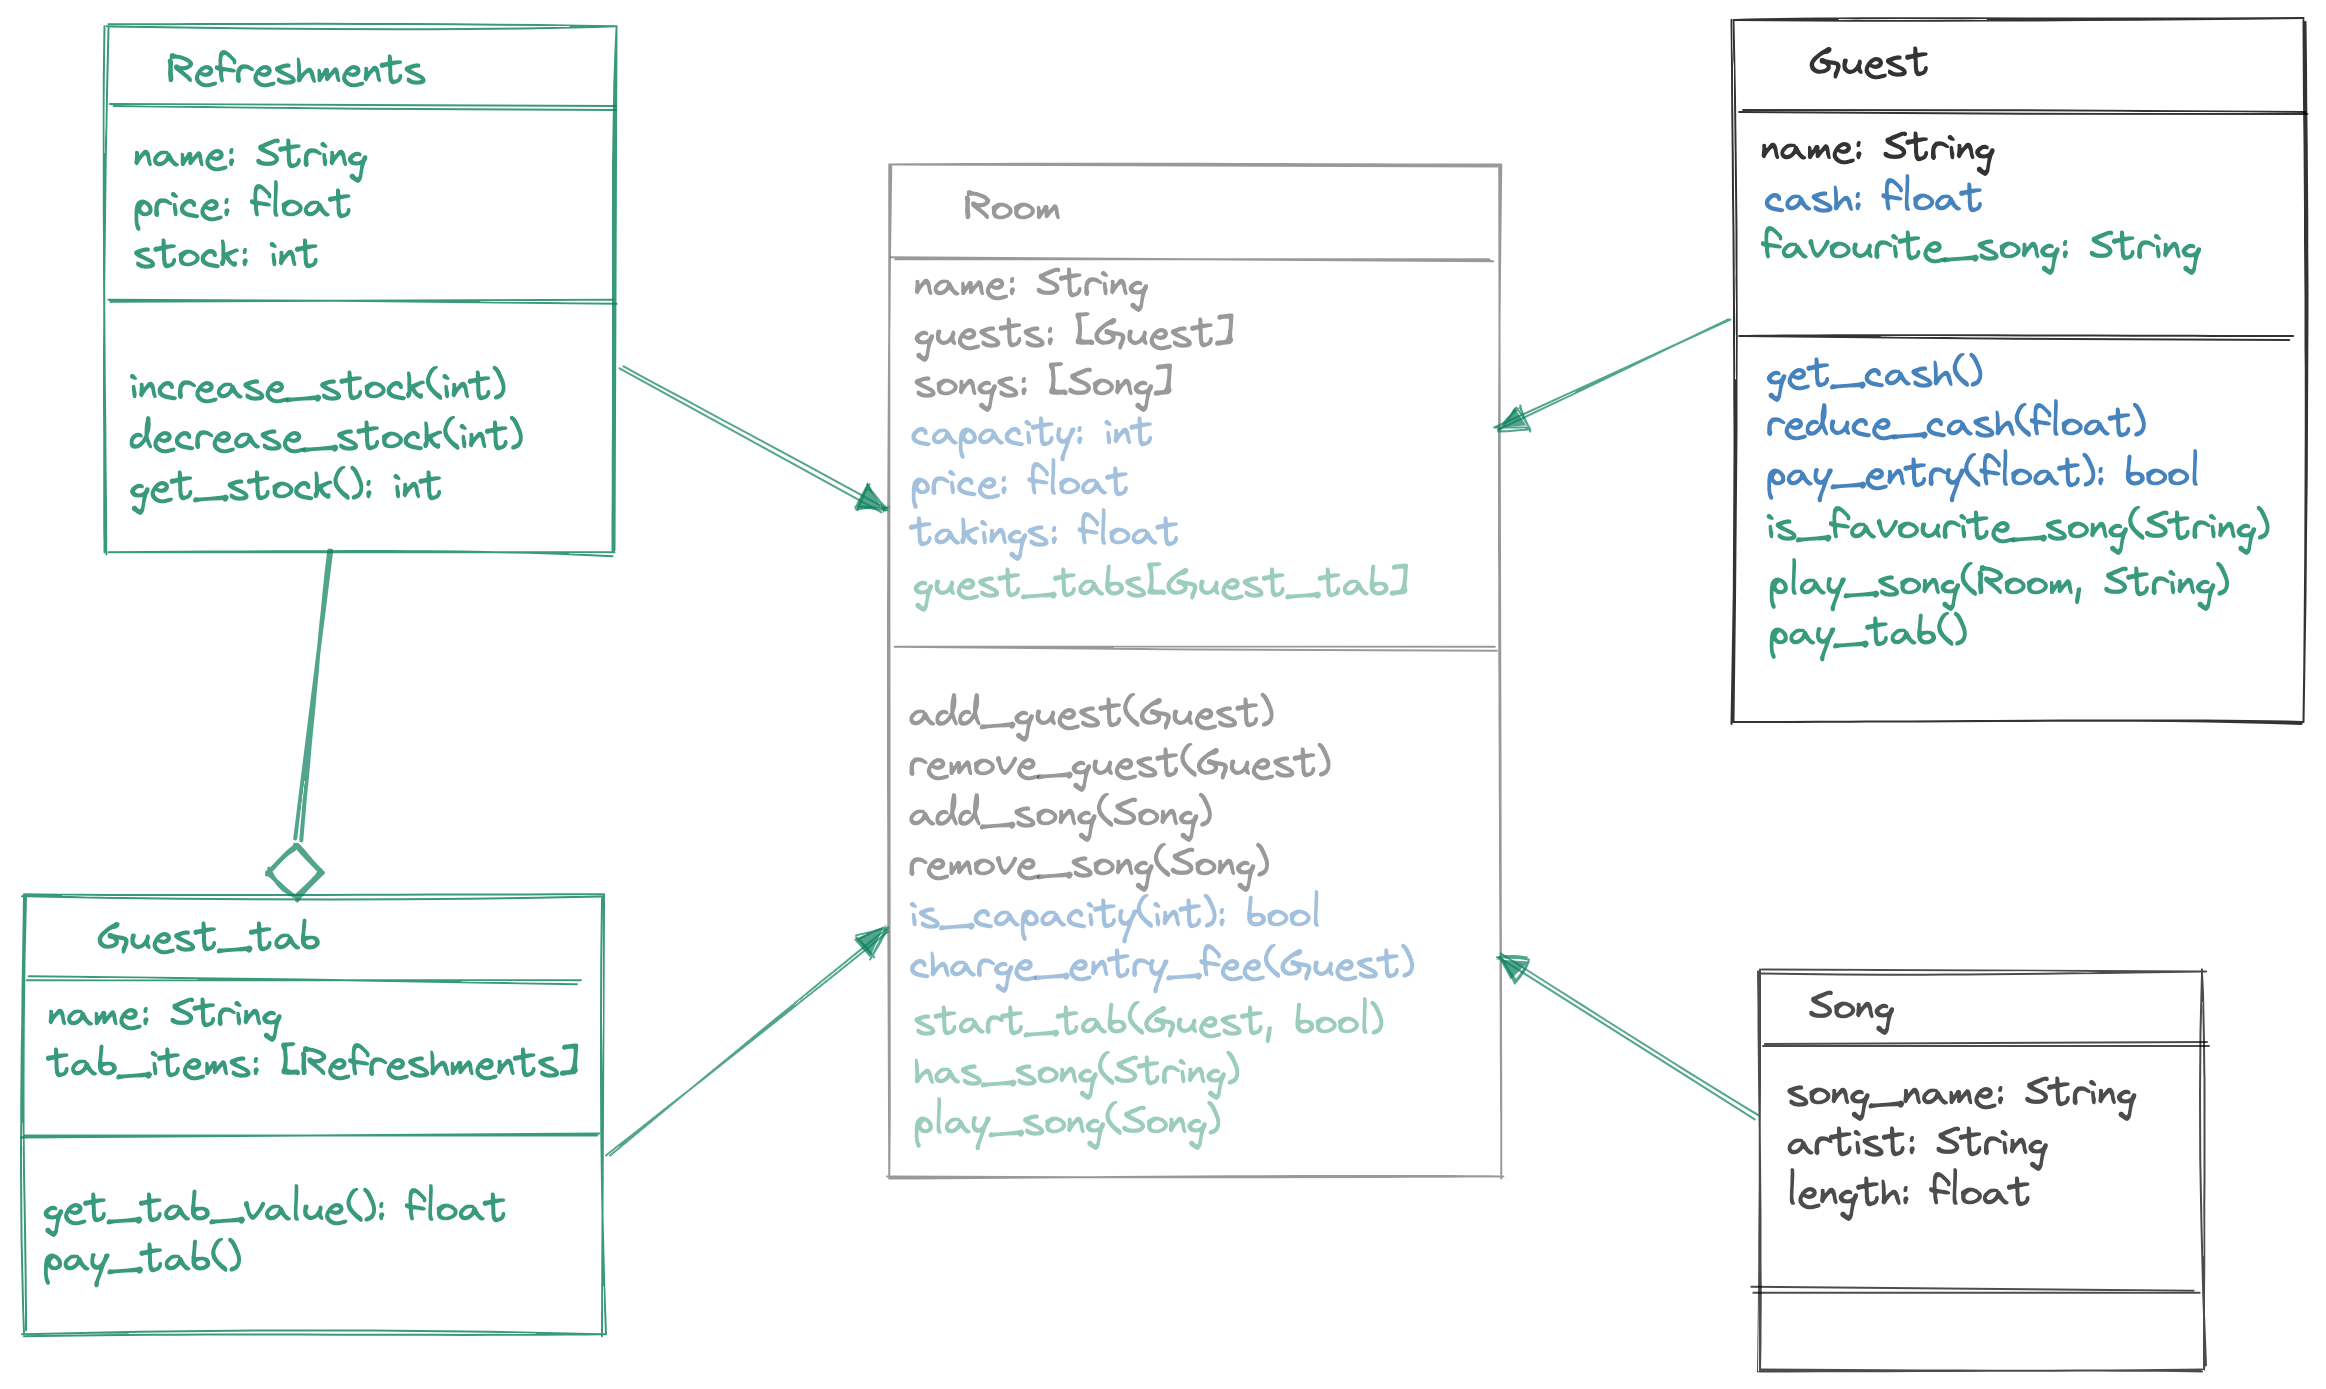 Refreshments
name: String
price: float
stock: int
increase_stock(int)
decrease_stock(int)
get_stock(): int
Guest_tab
name: String
tab_items: [Refreshments]
get_tab_value(): float
pay_tab()
Room
name: String
guests: [Guest]
songs: [Song]
capacity: int
price: float
takings: float
guest_tabs[Guest_tab]
add_guest(Guest)
remove_guest(Guest)
add_song(Song)
remove_song(Song)
is_capacity(int): bool
charge_entry_fee(Guest)
start_tab(Guest, bool)
has_song(String)
play_song(Song)
Guest
name: String
cash: float
favourite_song: String
get_cash()
reduce_cash(float)
pay_entry(float): bool
is_favourite_song(String)
play_song(Room, String)
pay_tab()
Song
song_name: String
artist: String
length: float